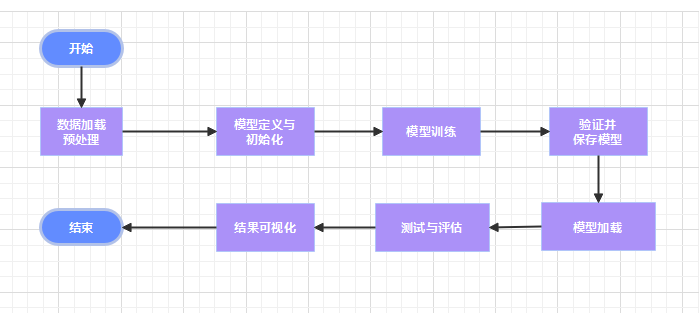 开始
数据加载
预处理
模型定义与
初始化
模型训练
验证并
保存模型
模型加载
测试与评估
结果可视化
结束